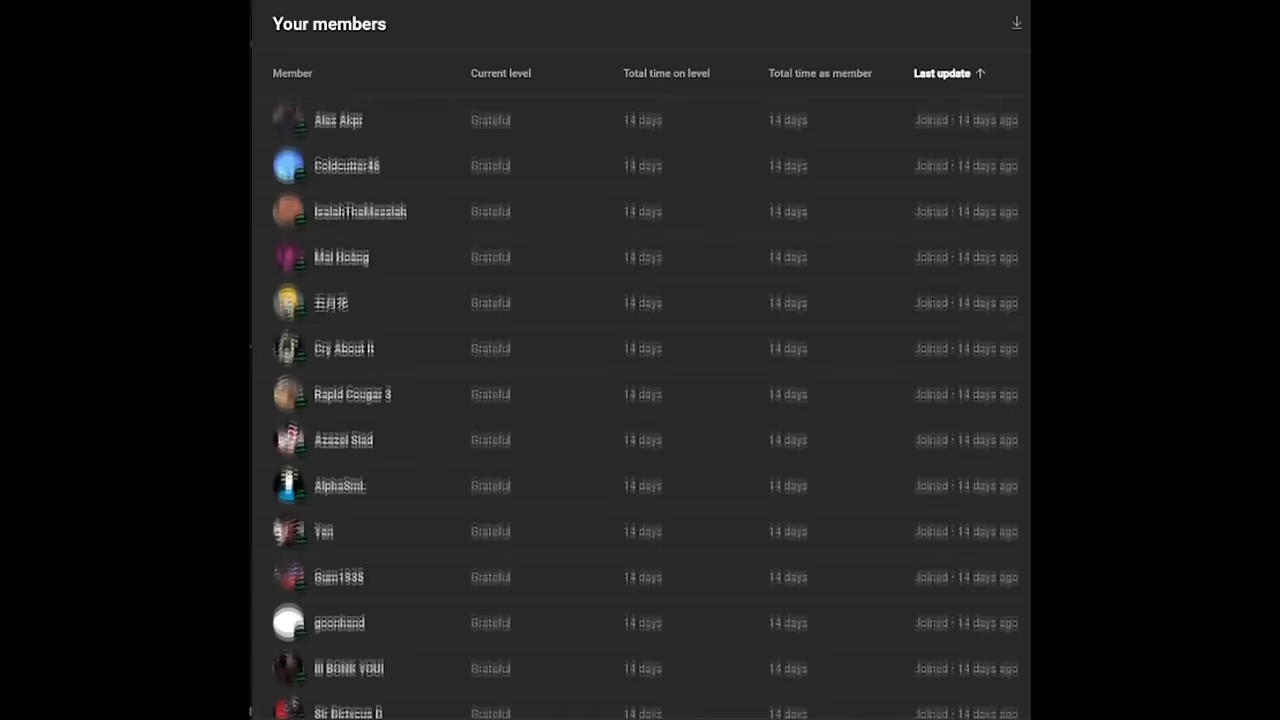 Your members
Member Current level Total time on level Total time as member Last update
Alex Akpr Grateful 14 days 14 days Joined · 14 days ago
Coldcutter46 Grateful 14 days 14 days Joined · 14 days ago
IsaiahTheMessiah Grateful 14 days 14 days Joined · 14 days ago
Mai Hoang Grateful 14 days 14 days Joined · 14 days ago
五月花 Grateful 14 days 14 days Joined · 14 days ago
Cry About It Grateful 14 days 14 days Joined · 14 days ago
Rapid Cougar 3 Grateful 14 days 14 days Joined · 14 days ago
Azazel Slad Grateful 14 days 14 days Joined · 14 days ago
Grateful 14 days 14 days Joined · 14 days ago
Yan Grateful 14 days 14 days Joined · 14 days ago
Gum1935 Grateful 14 days 14 days Joined · 14 days ago
goonhand Grateful 14 days 14 days Joined · 14 days ago
Ill BONK YOU! Grateful 14 days 14 days Joined · 14 days ago
Sir Grateful 14 days 14 days Joined · 14 days ago